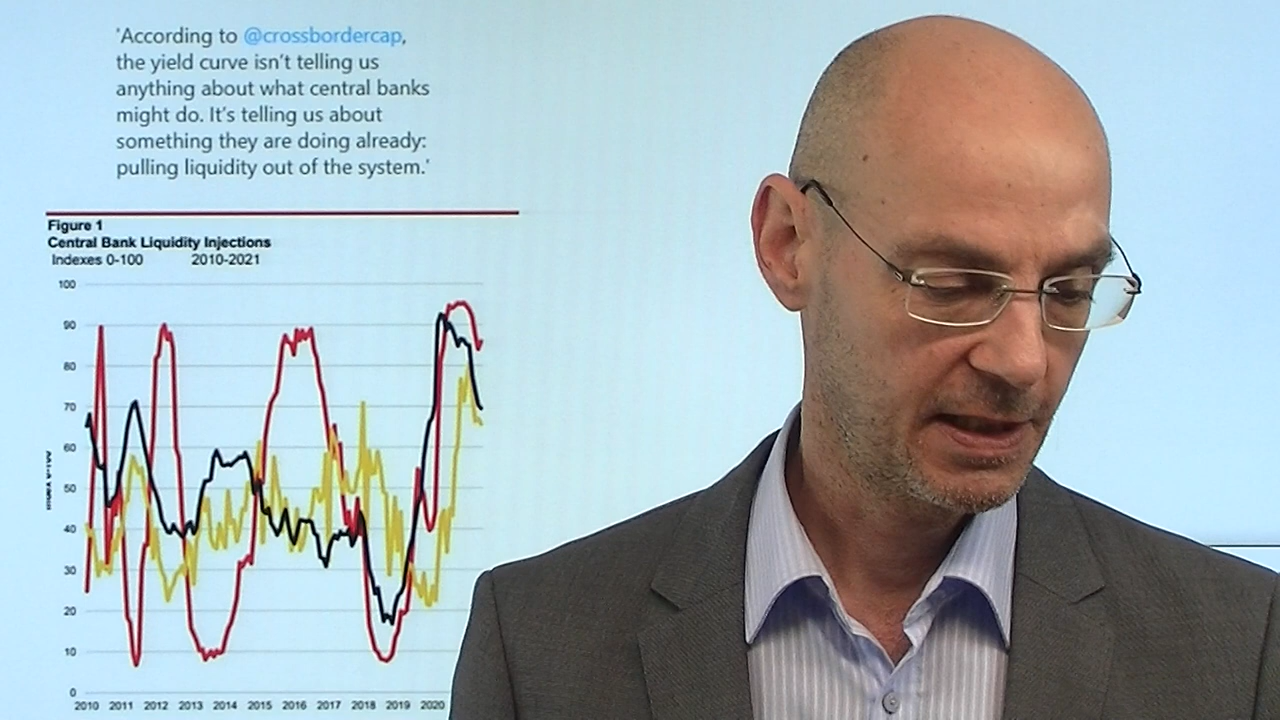 'According to @crossbordercap,
the yield curve isn't telling us
anything about what central banks
might do. It's telling us about
something they are doing already:
pulling liquidity out of the system.'
Figure 1
Central Bank Liquidity Injections
Indexes 0-100 2010-2021
100
90
80
70
60
50
40
30
20
10
0
2010 2011 2012 2013 2014 2015 2016 2017 2018 2019 2020